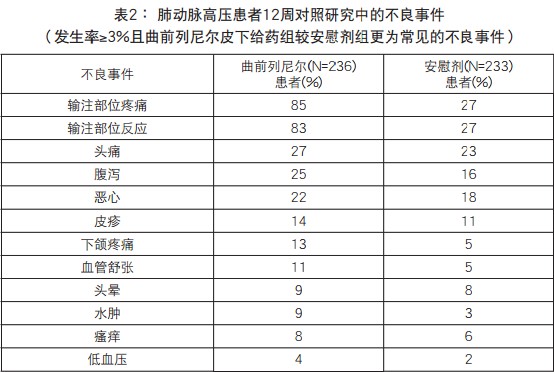 表2： 肺动脉高压患者12周对照研究中的不良事件
（发生率≥3%且曲前列尼尔皮下给药组较安慰剂组更为常见的不良事件）
不良事件 曲前列尼尔(N=236) 患者(%) 安慰剂(N=233) 患者(%)
输注部位疼痛 85 27
输注部位反应 83 27
头痛 27 23
腹泻 25 16
恶心 22 18
皮疹 14 11
下颌疼痛 13 5
血管舒张 11 5
头晕 9 8
水肿 9 3
瘙痒 8 6
低血压 4 2